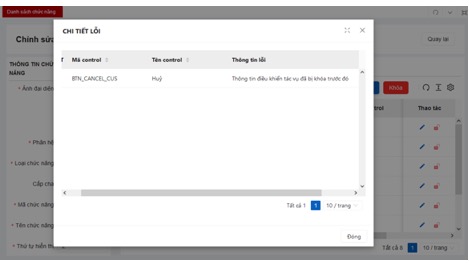 Danh sách chức năng
Chỉnh sửa
Quay lại
CHI TIẾT LỖI
Mã control
Tên control
Thông tin lỗi
BTN_CANCEL_CUS
Huỷ
Thông tin điều khiển tác vụ đã bị khóa trước đó
Tất cả 1
1
10 / trang
Đóng
THÔNG TIN CHỨC NĂNG
* Ảnh đại diện
* Phân hệ
* Loại chức năng
Cấp cha
* Mã chức năng
* Tên chức năng
* Thứ tự hiển th
Khóa
Thao tác
Tất cả 8
1
10 / trang